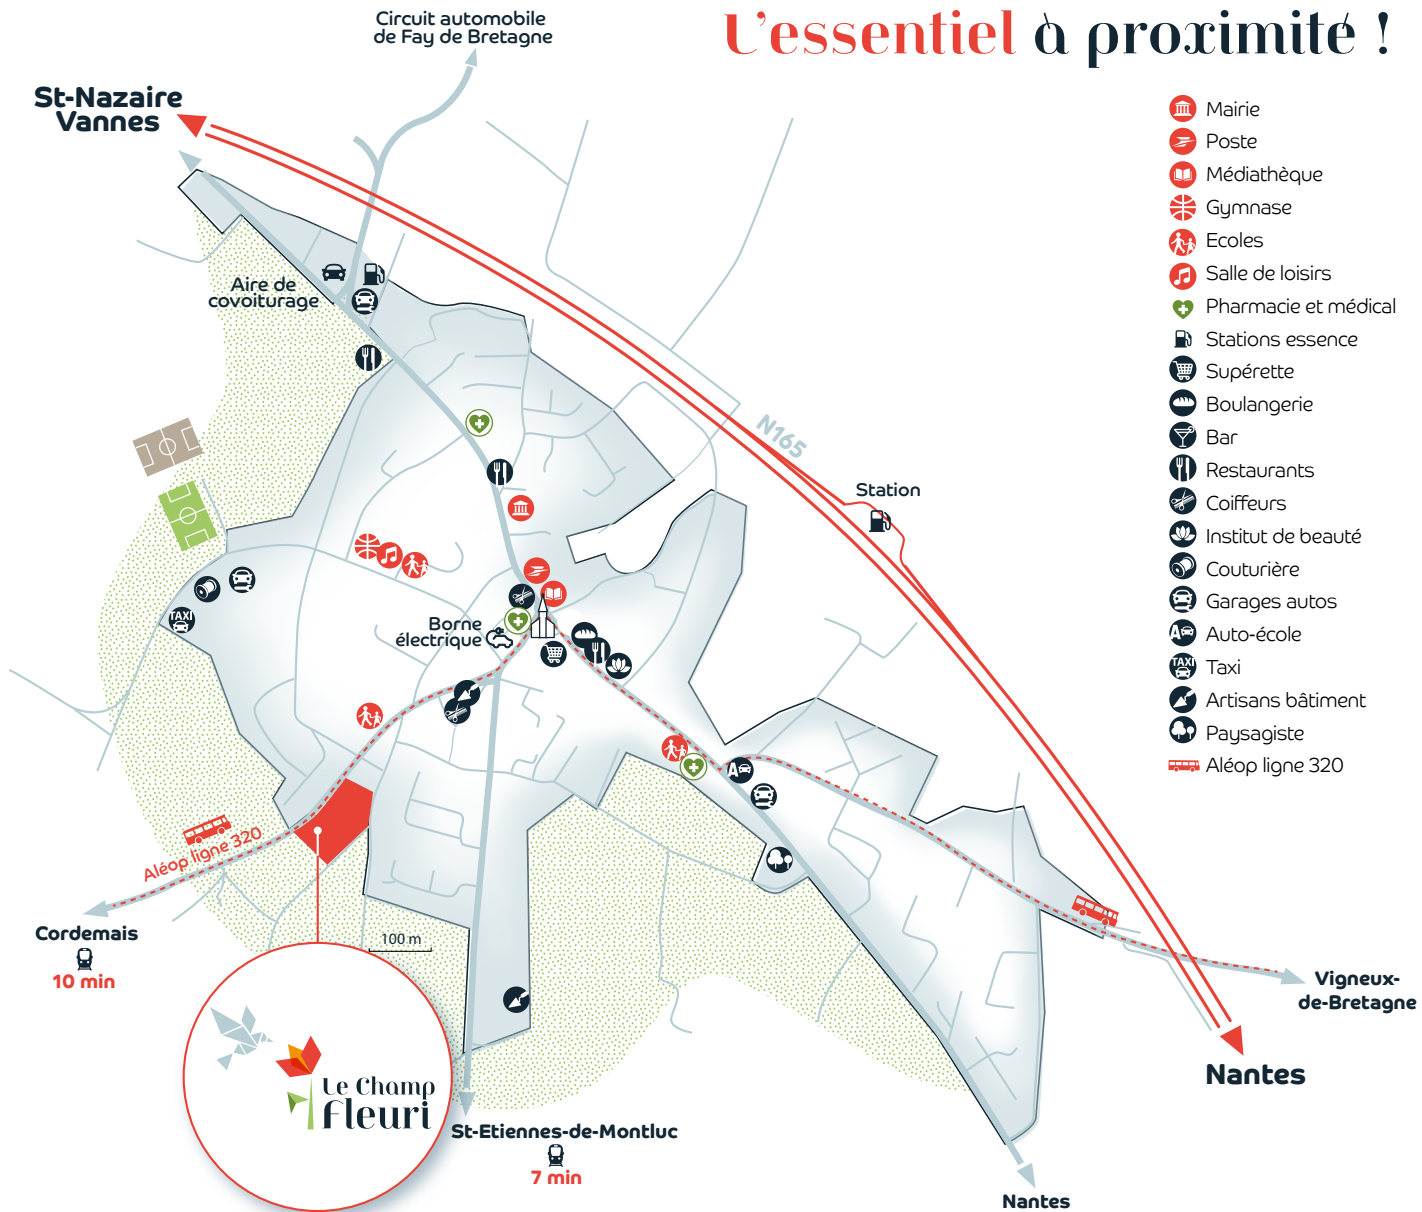 L'essentiel à proximité !
Circuit automobile
de Fay de Bretagne
St-Nazaire
Vannes
Mairie
Poste
Médiathèque
Gymnase
Ecoles
Salle de loisirs
Pharmacie et médical
Stations essence
Supérette
Boulangerie
Bar
Restaurants
Coiffeurs
Institut de beauté
Couturière
Garages autos
Auto-école
Taxi
Artisans bâtiment
Paysagiste
Aléop ligne 320
Aire de
covoiturage
N165
Station
TAXI
Borne
électrique
A
A
TAXI
Aléop ligne 320
Cordemais
10 min
100 m
Le Champ
Fleuri
St-Etiennes-de-Montluc
7 min
Vigneux-
de-Bretagne
Nantes
Nantes